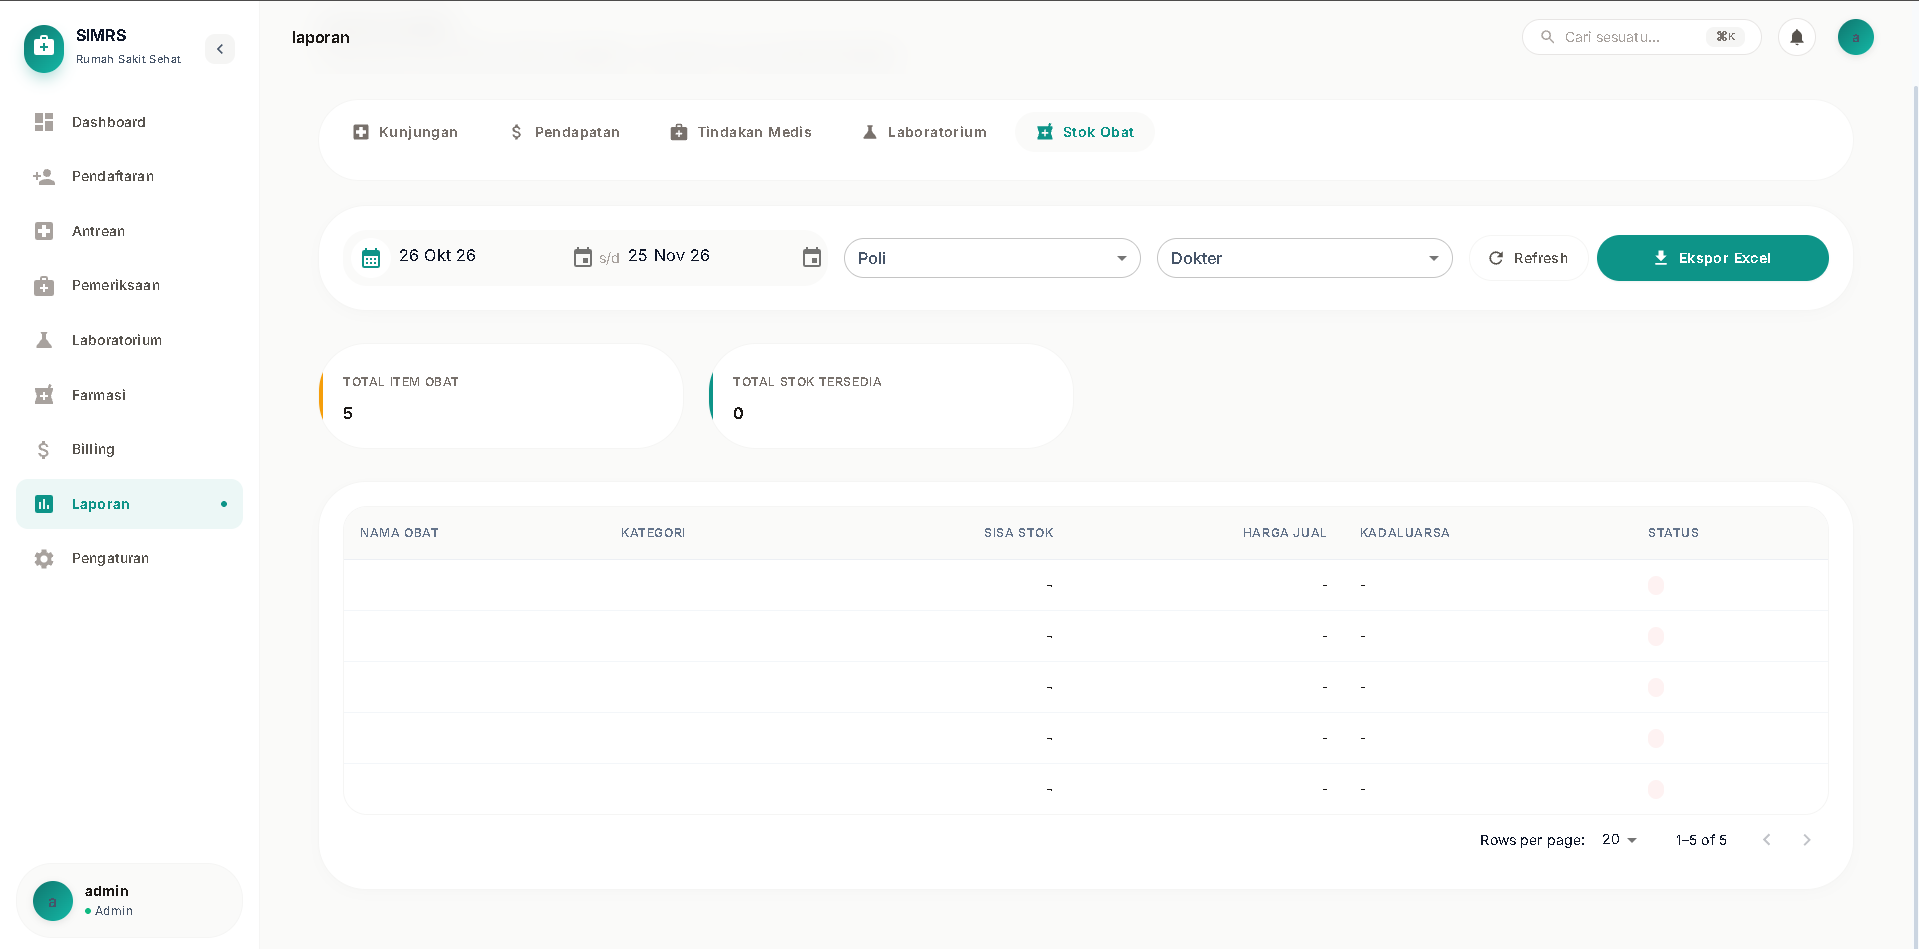 SIMRS
Rumah Sakit Sehat
Dashboard
Pendaftaran
Antrean
Pemeriksaan
Laboratorium
Farmasi
Billing
Laporan
Pengaturan
a
admin
Admin
laporan
Cari sesuatu...
⌘K
a
Kunjungan
Pendapatan
Tindakan Medis
Laboratorium
Stok Obat
26 Okt 26 s/d 25 Nov 26
Poli
Dokter
Refresh
Ekspor Excel
TOTAL ITEM OBAT
5
TOTAL STOK TERSEDIA
0
NAMA OBAT KATEGORI SISA STOK HARGA JUAL KADALUARSA STATUS
- - -
- - -
- - -
- - -
- - -
Rows per page: 20 1–5 of 5